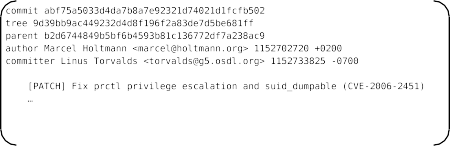 commit abf75a5033d4da7b8a7e92321d74021d1fcfb502
tree 9d39bb9ac449232d4d8f196f2a83de7d5be681ff
parent b2d6744849b5bf6b4593b81c136772df7a238ac9
author Marcel Holtmann <marcel@holtmann.org> 1152702720 +0200
committer Linus Torvalds <torvalds@g5.osdl.org> 1152733825 -0700
[PATCH] Fix prctl privilege escalation and suid_dumpable (CVE-2006-2451)
…